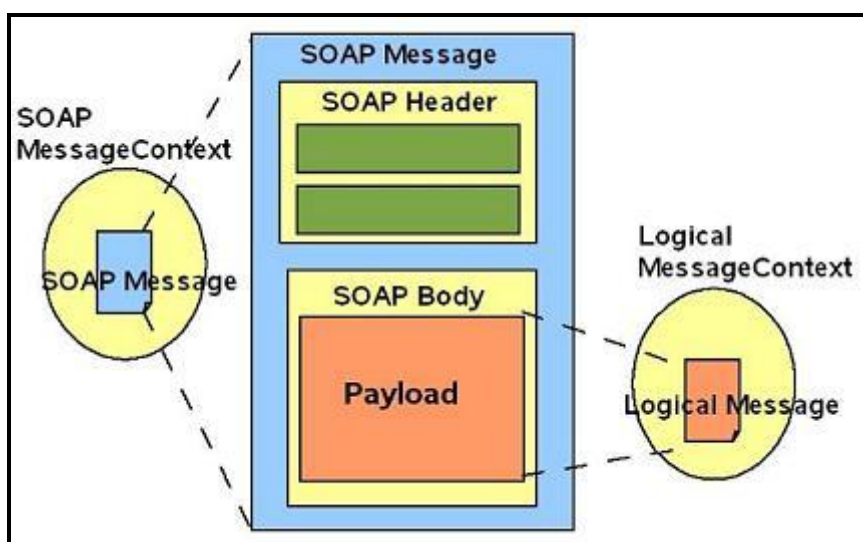 SOAP
MessageContext
SOAP Message
SOAP Message
SOAP Header
SOAP Body
Payload
Logical
MessageContext
Logical Message